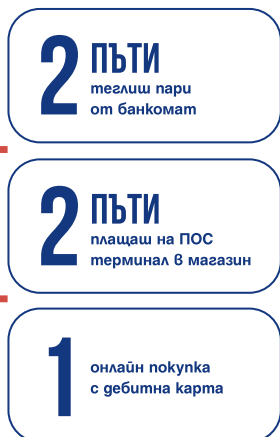 2 ПЪТИ
теглиш пари
от банкомат
2 ПЪТИ
плащаш на ПОС
терминал в магазин
1 онлайн покупка
с дебитна карта